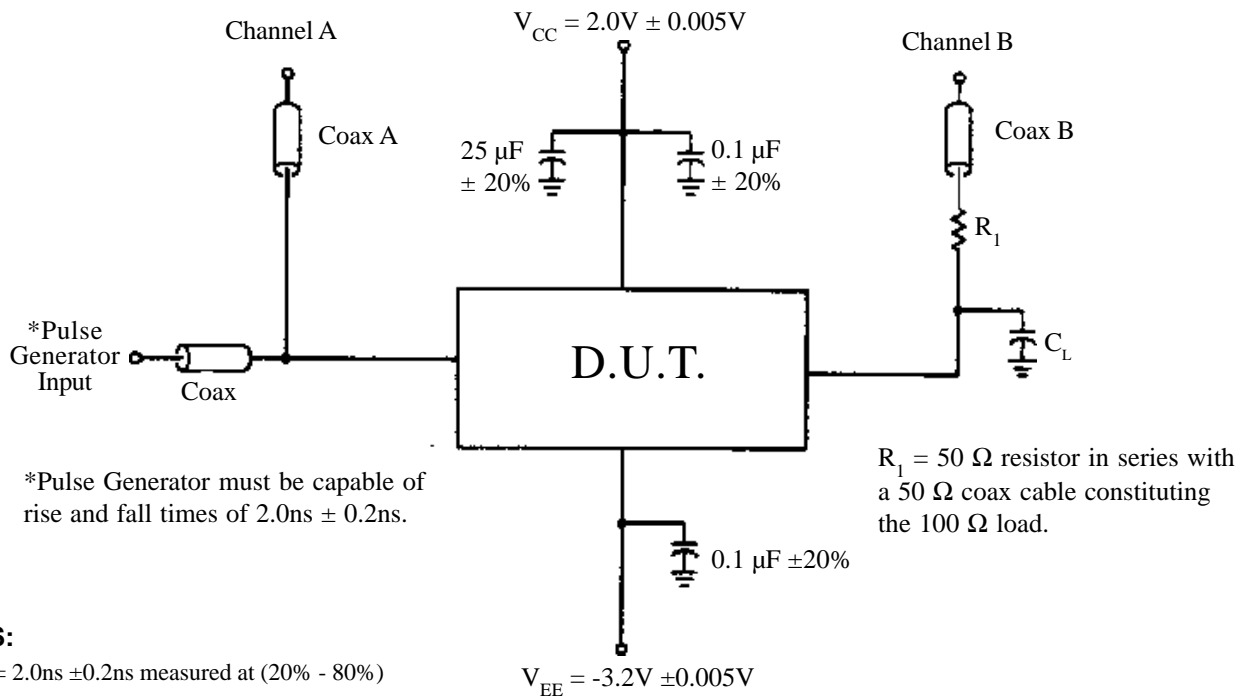 V_CC = 2.0V ± 0.005V
Channel A
Channel B
Coax A
Coax B
25 µF
± 20%
0.1 µF
± 20%
R_1
*Pulse
Generator
Input
Coax
D.U.T.
C_L
*Pulse Generator must be capable of
rise and fall times of 2.0ns ± 0.2ns.
R_1 = 50 Ω resistor in series with
a 50 Ω coax cable constituting
the 100 Ω load.
0.1 µF ±20%
= 2.0ns ±0.2ns measured at (20% - 80%)
V_EE = -3.2V ±0.005V